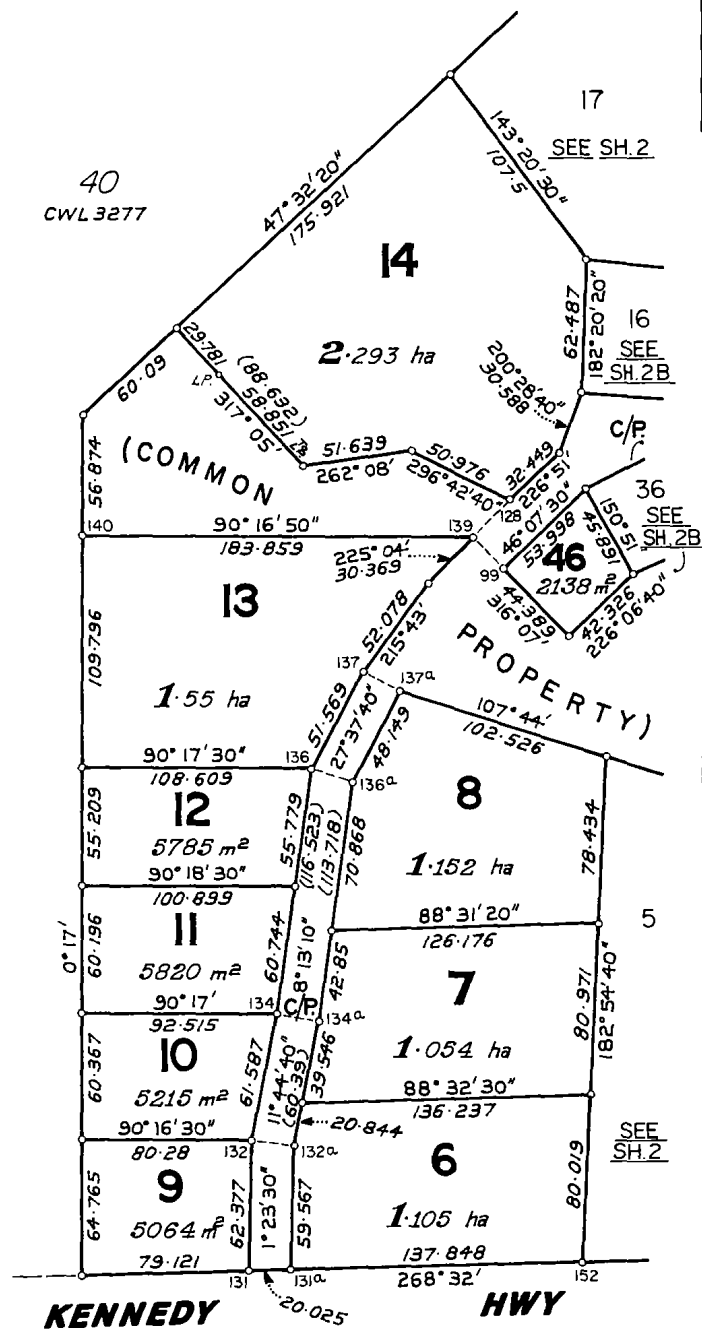 17
SEE SH.2
143° 20' 30"
107·5
40
CWL 3277
47° 32' 20"
175·921
14
2·293 ha
62·487
182° 20' 20"
16
SEE
SH.2B
200° 28' 40"
30·588
29·781
60·09
L.P.
(88·632)
58·851
317° 05'
51·639
262° 08'
50·976
296° 42' 40"
32·449
226° 51'
128
C/P.
36
SEE
SH.2B
(COMMON
56·874
140
90° 16' 50"
183·859
139
46° 07' 30"
53·998
99
46
2138 m²
150° 51'
45·891
42·326
226° 06' 40"
44·389
316° 07'
225° 04'
30·369
13
1·55 ha
109·796
52·078
215° 43'
PROPERTY)
137
137a
107° 44'
102·526
51·569
27° 37' 40"
48·149
90° 17' 30"
108·609
136
136a
8
1·152 ha
78·434
12
5785 m²
55·209
55·779
(116·523)
(113·718)
70·868
90° 18' 30"
100·899
88° 31' 20"
126·176
5
11
5820 m²
0° 17'
60·196
60·744
8° 13' 10"
42·85
7
1·054 ha
80·971
182° 54' 40"
90° 17'
92·515
134
C/P.
134a
10
5215 m²
60·367
61·587
11° 44' 40"
(60·39)
39·546
88° 32' 30"
136·237
90° 16' 30"
80·28
132
132a
20·844
SEE
SH.2
9
5064 m²
64·765
62·377
1° 23' 30"
59·567
6
1·105 ha
80·019
79·121
131
131a
137·848
268° 32'
152
20·025
KENNEDY HWY